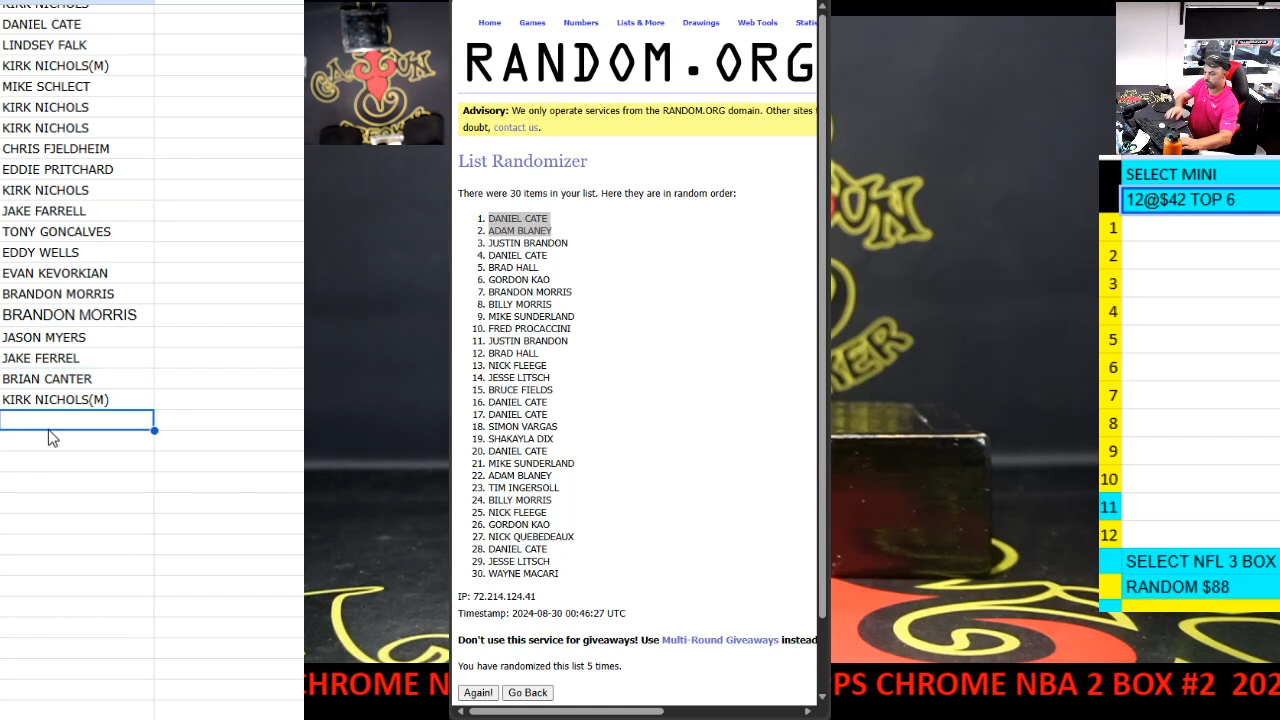 DANIEL CATE
LINDSEY FALK
KIRK NICHOLS(M)
MIKE SCHLECT
KIRK NICHOLS
KIRK NICHOLS
CHRIS FJELDHEIM
EDDIE PRITCHARD
KIRK NICHOLS
JAKE FARRELL
TONY GONCALVES
EDDY WELLS
EVAN KEVORKIAN
BRANDON MORRIS
BRANDON MORRIS
JASON MYERS
JAKE FERREL
BRIAN CANTER
KIRK NICHOLS(M)
Home Games Numbers Lists & More Drawings Web Tools Statis
RANDOM.ORG
Advisory: We only operate services from the RANDOM.ORG domain. Other sites
doubt, contact us.
List Randomizer
There were 30 items in your list. Here they are in random order:
1. DANIEL CATE
2. ADAM BLANEY
3. JUSTIN BRANDON
4. DANIEL CATE
5. BRAD HALL
6. GORDON KAO
7. BRANDON MORRIS
8. BILLY MORRIS
9. MIKE SUNDERLAND
10. FRED PROCACCINI
11. JUSTIN BRANDON
12. BRAD HALL
13. NICK FLEEGE
14. JESSE LITSCH
15. BRUCE FIELDS
16. DANIEL CATE
17. DANIEL CATE
18. SIMON VARGAS
19. SHAKAYLA DIX
20. DANIEL CATE
21. MIKE SUNDERLAND
22. ADAM BLANEY
23. TIM INGERSOLL
24. BILLY MORRIS
25. NICK FLEEGE
26. GORDON KAO
27. NICK QUEBEDEAUX
28. DANIEL CATE
29. JESSE LITSCH
30. WAYNE MACARI
IP: 72.214.124.41
Timestamp: 2024-08-30 00:46:27 UTC
Don't use this service for giveaways! Use Multi-Round Giveaways instead
You have randomized this list 5 times.
Again! Go Back
SELECT MINI
12@$42 TOP 6
1
2
3
4
5
6
7
8
9
10
11
12
SELECT NFL 3 BOX
RANDOM $88
CHROME N
PS CHROME NBA 2 BOX #2 202